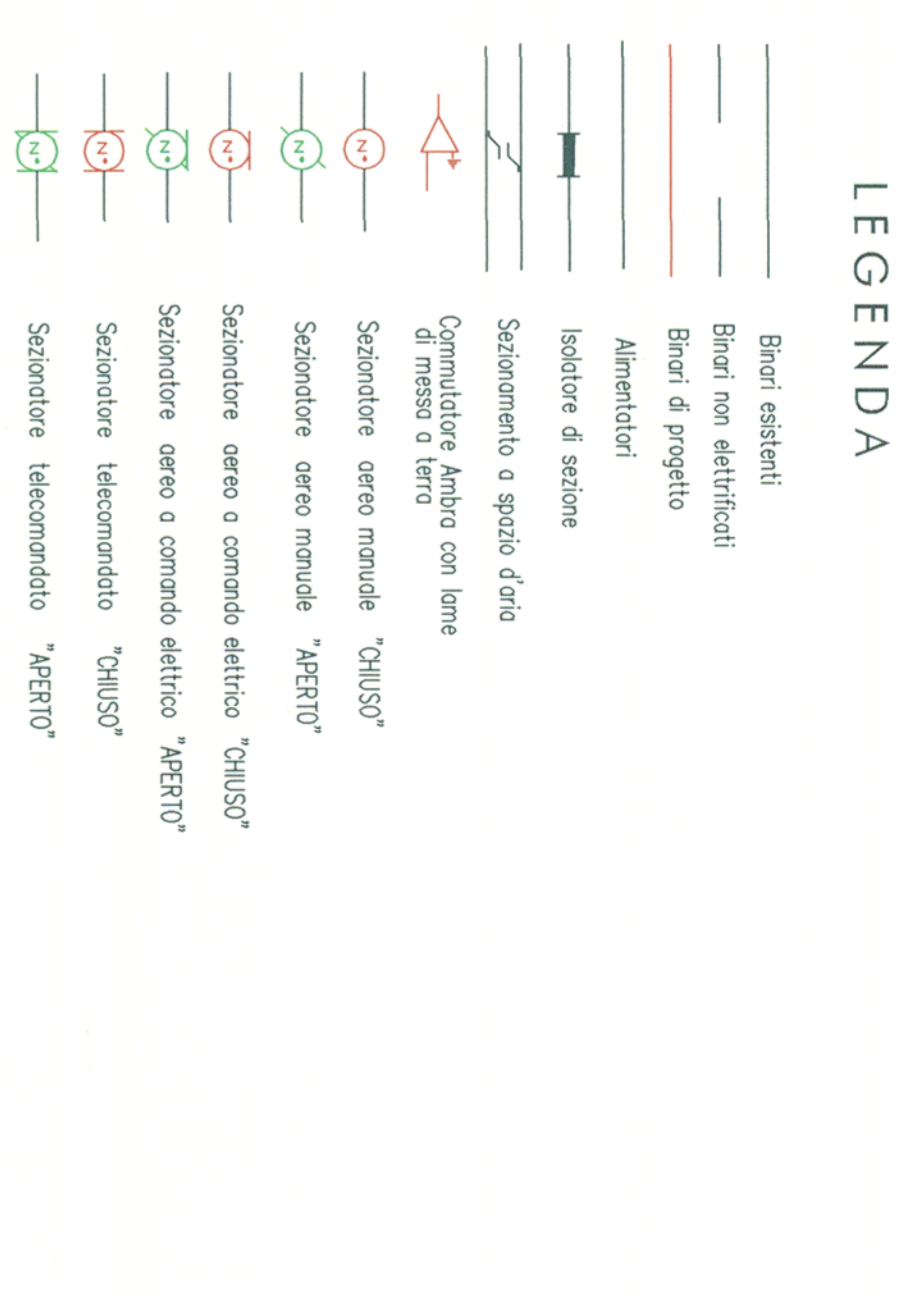 LEGENDA
Binari esistenti
Binari non elettrificati
Binari di progetto
Alimentatori
Isolatore di sezione
Sezionamento a spazio d'aria
Commutatore Ambra con lame
di messa a terra
N° Sezionatore aereo manuale "CHIUSO"
N° Sezionatore aereo manuale "APERTO"
N° Sezionatore aereo a comando elettrico "CHIUSO"
N° Sezionatore aereo a comando elettrico "APERTO"
N° Sezionatore telecomandato "CHIUSO"
N° Sezionatore telecomandato "APERTO"